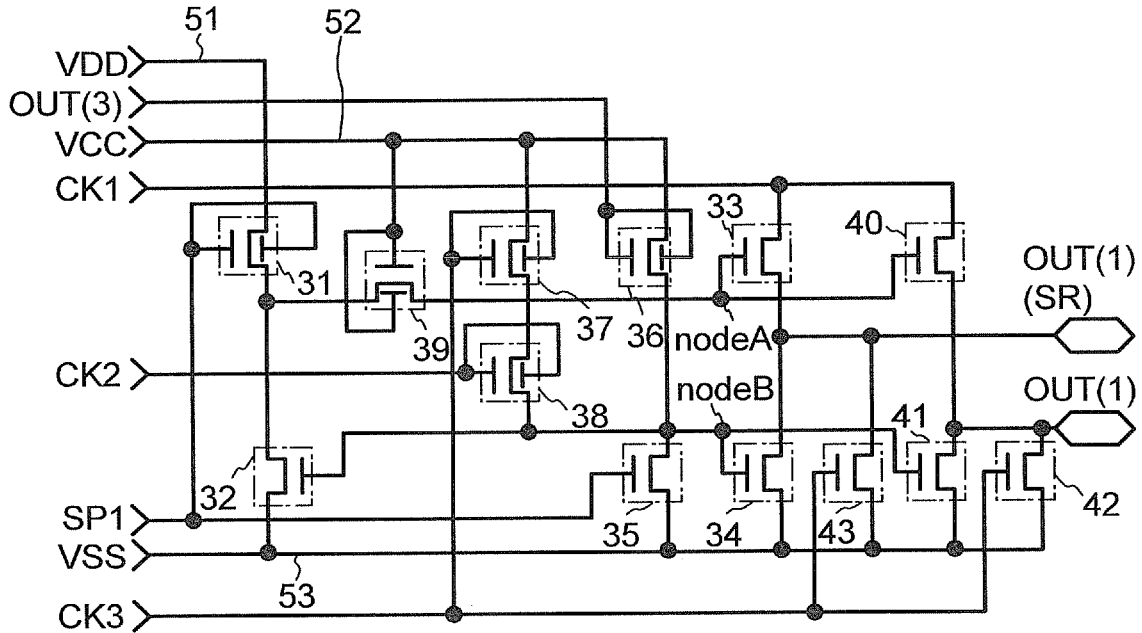 51
52
VDD
OUT(3)
VCC
CK1
33
40
31
OUT(1)
(SR)
39
37
36
nodeA
CK2
38
nodeB
OUT(1)
32
41
SP1
35
34
43
42
VSS
53
CK3